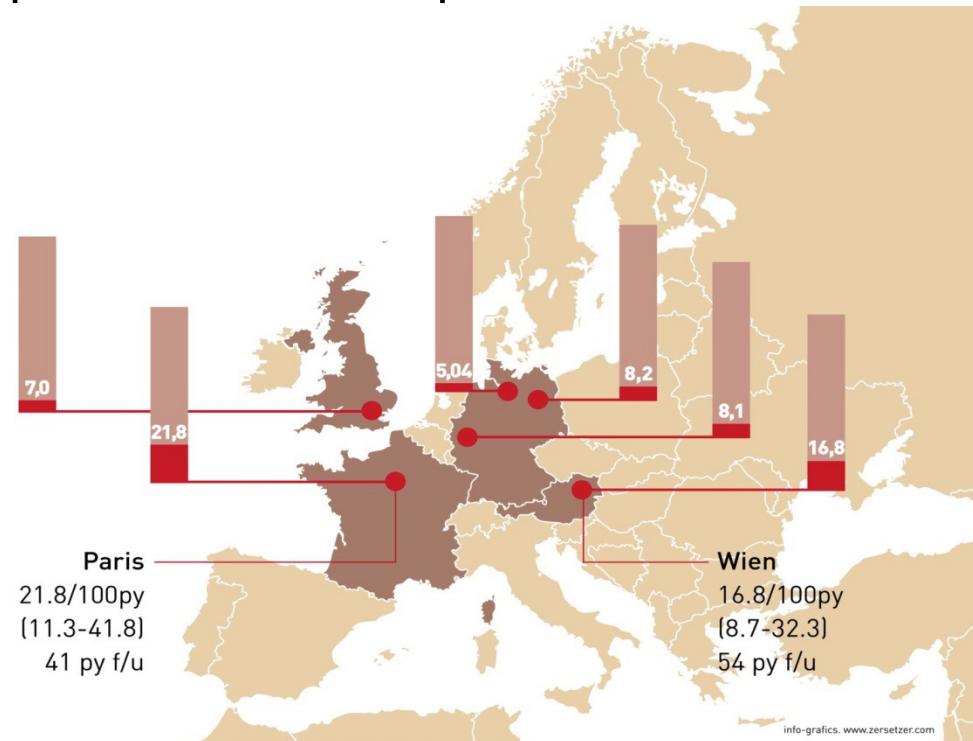 7,0
21,8
5,04
8,2
8,1
16,8
Paris
21.8/100py
(11.3-41.8)
41 py f/u
Wien
16.8/100py
(8.7-32.3)
54 py f/u
info-grafics. www.zersetzer.com